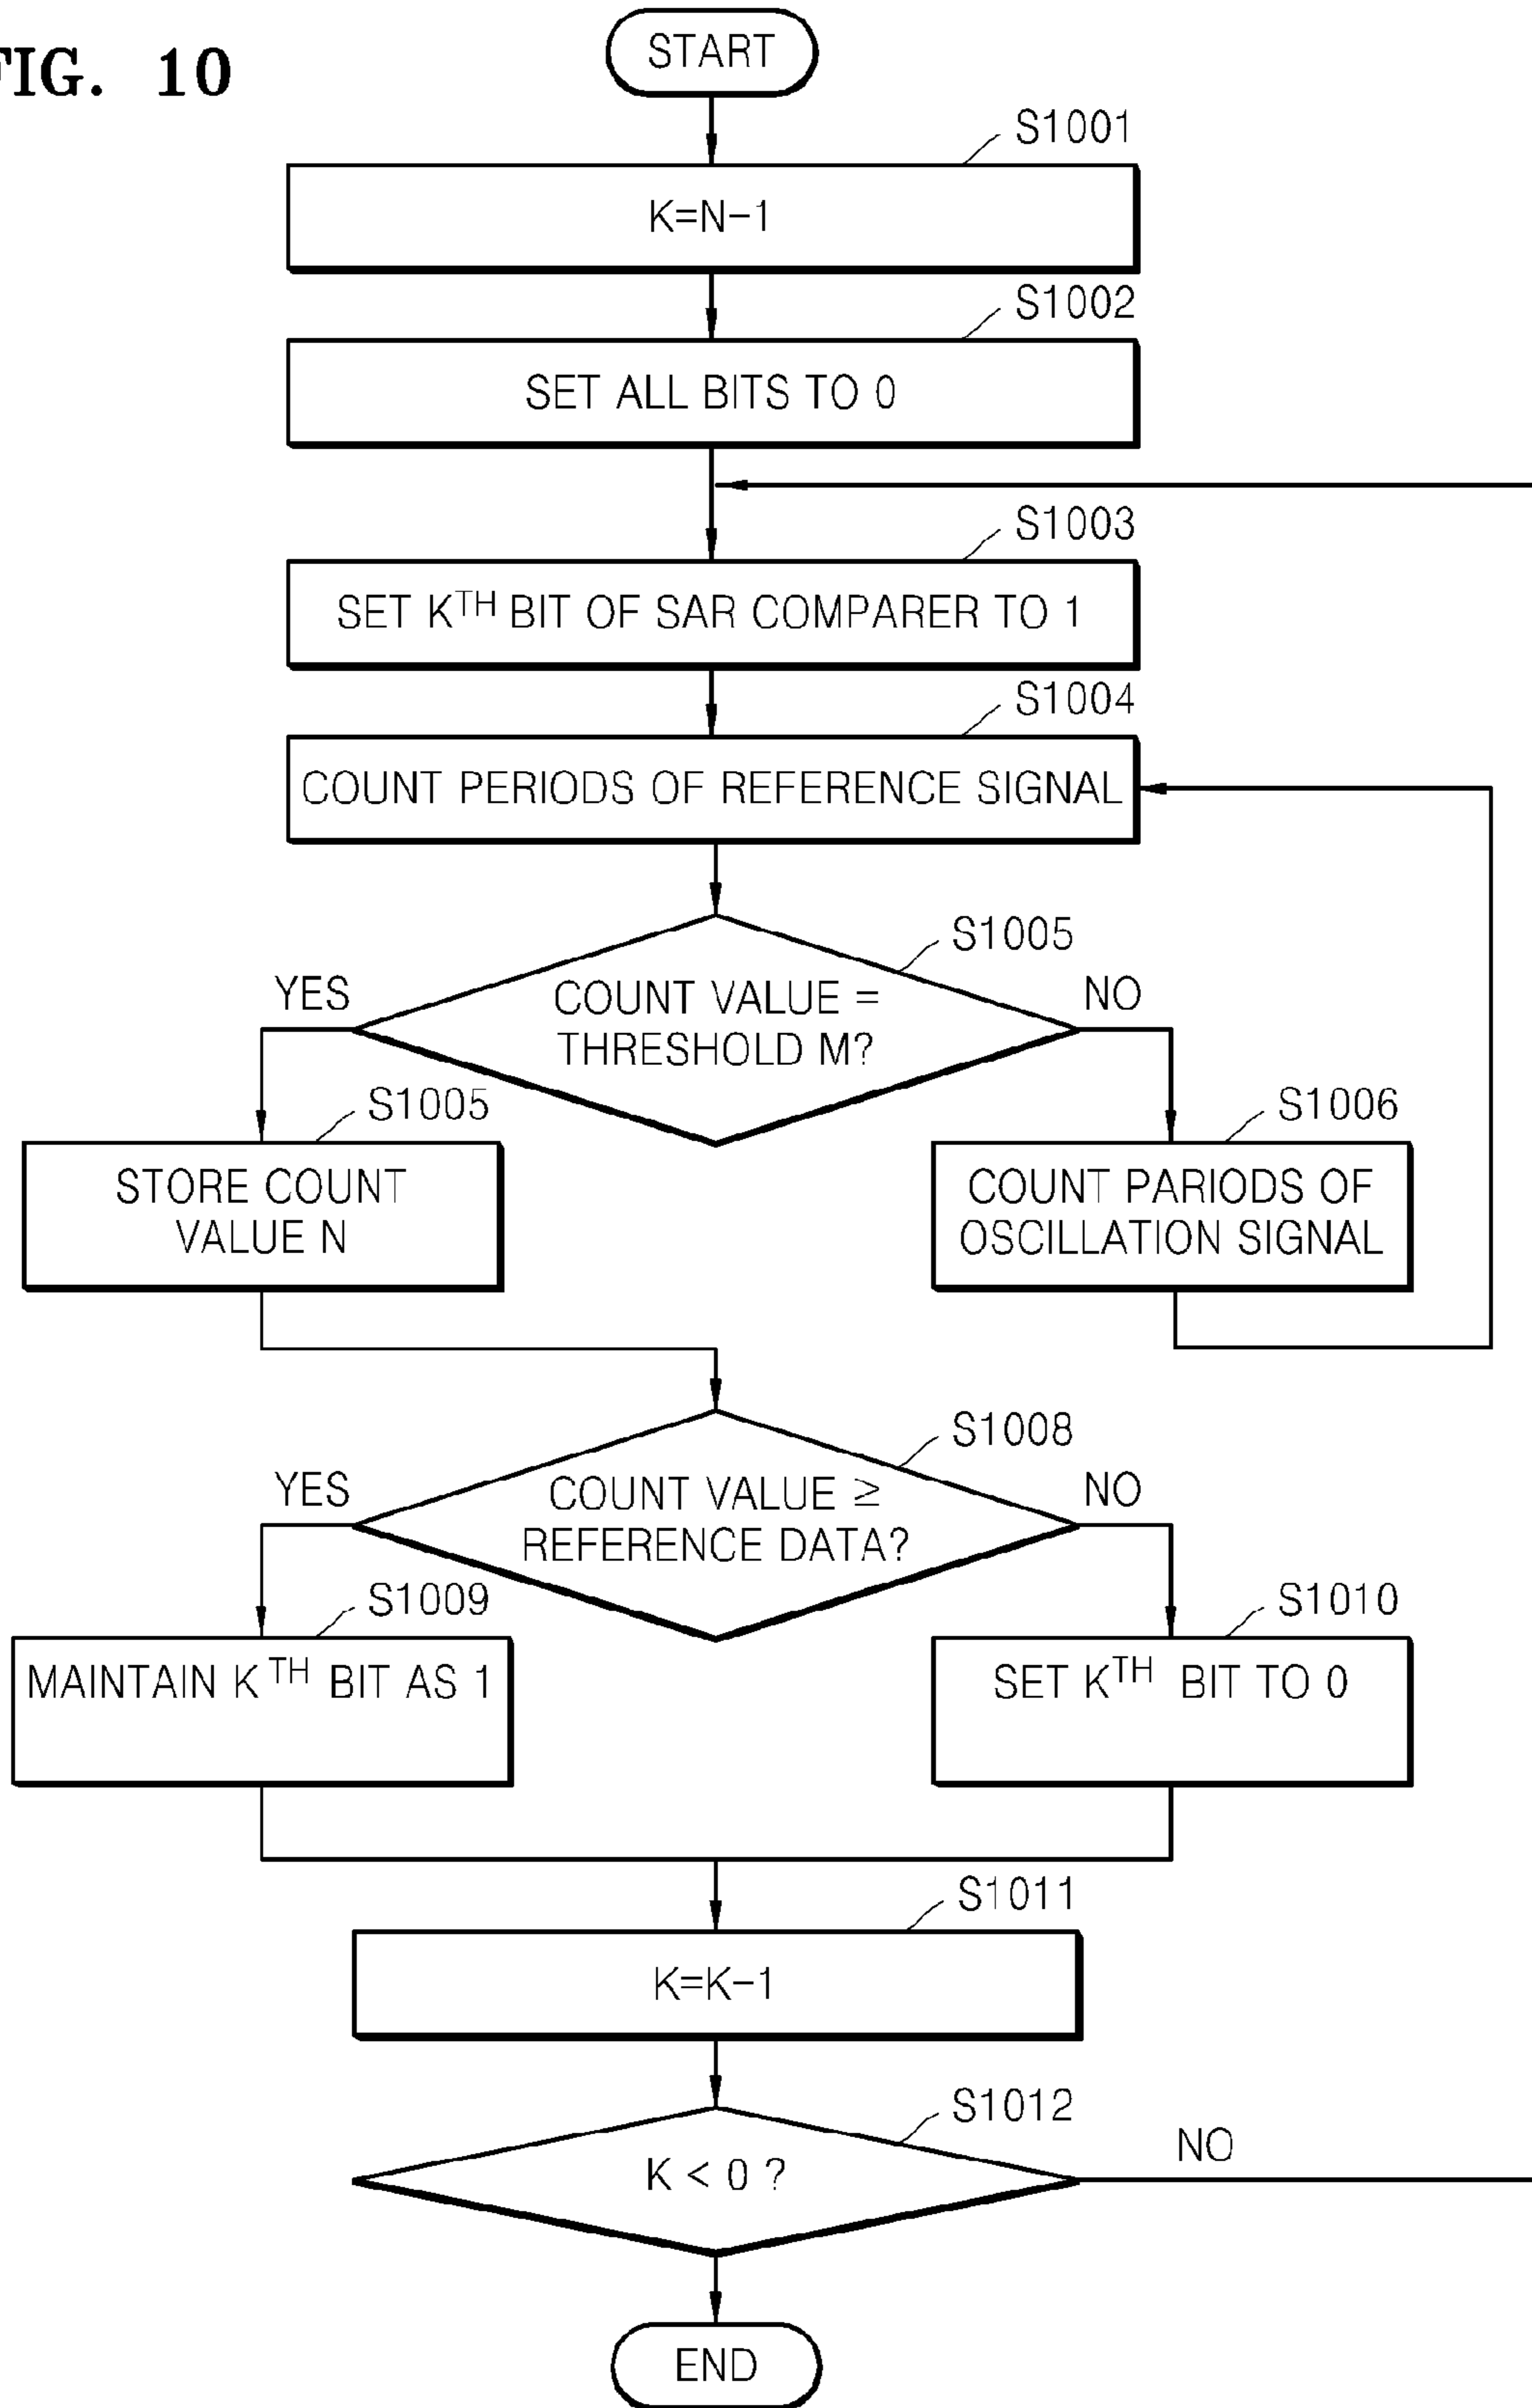 FIG. 10
START
S1001
K=N-1
S1002
SET ALL BITS TO 0
S1003
SET KTH BIT OF SAR COMPARER TO 1
S1004
COUNT PERIODS OF REFERENCE SIGNAL
S1005
YES
COUNT VALUE =
THRESHOLD M?
NO
S1005
STORE COUNT
VALUE N
S1006
COUNT PARIODS OF
OSCILLATION SIGNAL
S1008
YES
COUNT VALUE ≥
REFERENCE DATA?
NO
S1009
MAINTAIN KTH BIT AS 1
S1010
SET KTH BIT TO 0
S1011
K=K-1
S1012
K < 0 ?
NO
END